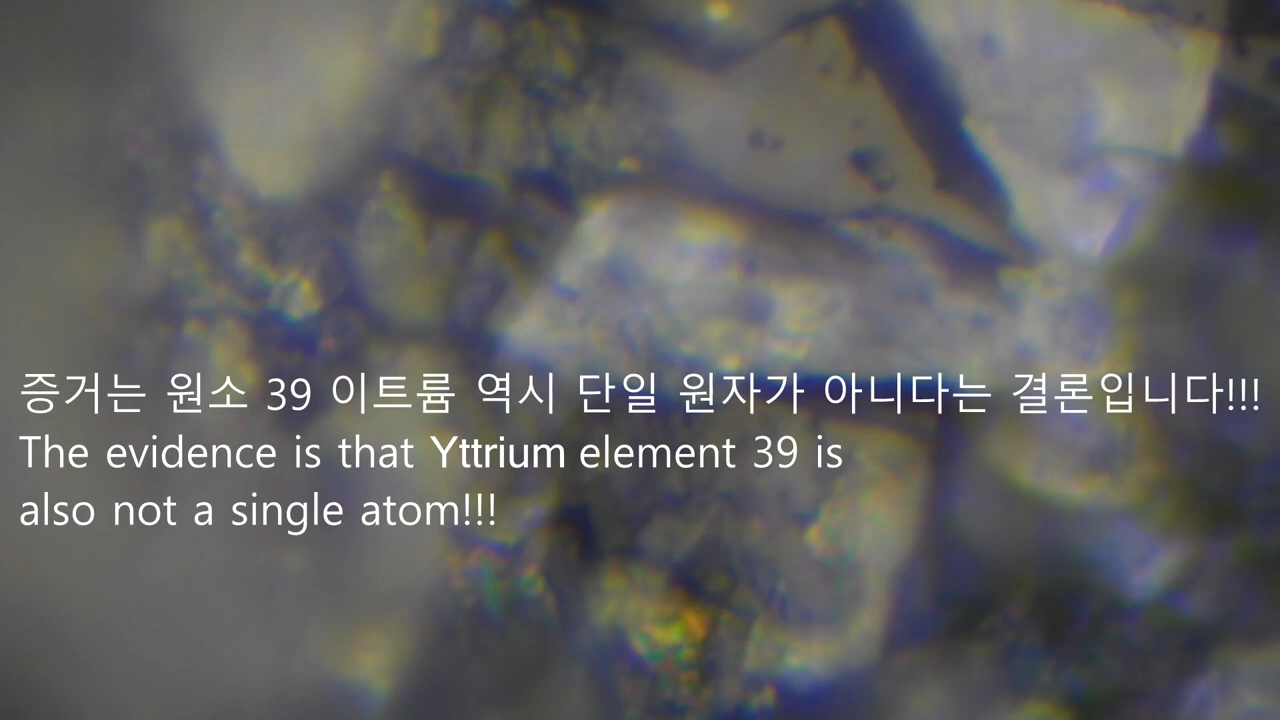 증거는 원소 39 이트륨 역시 단일 원자가 아니다는 결론입니다!!!
The evidence is that Yttrium element 39 is
also not a single atom!!!